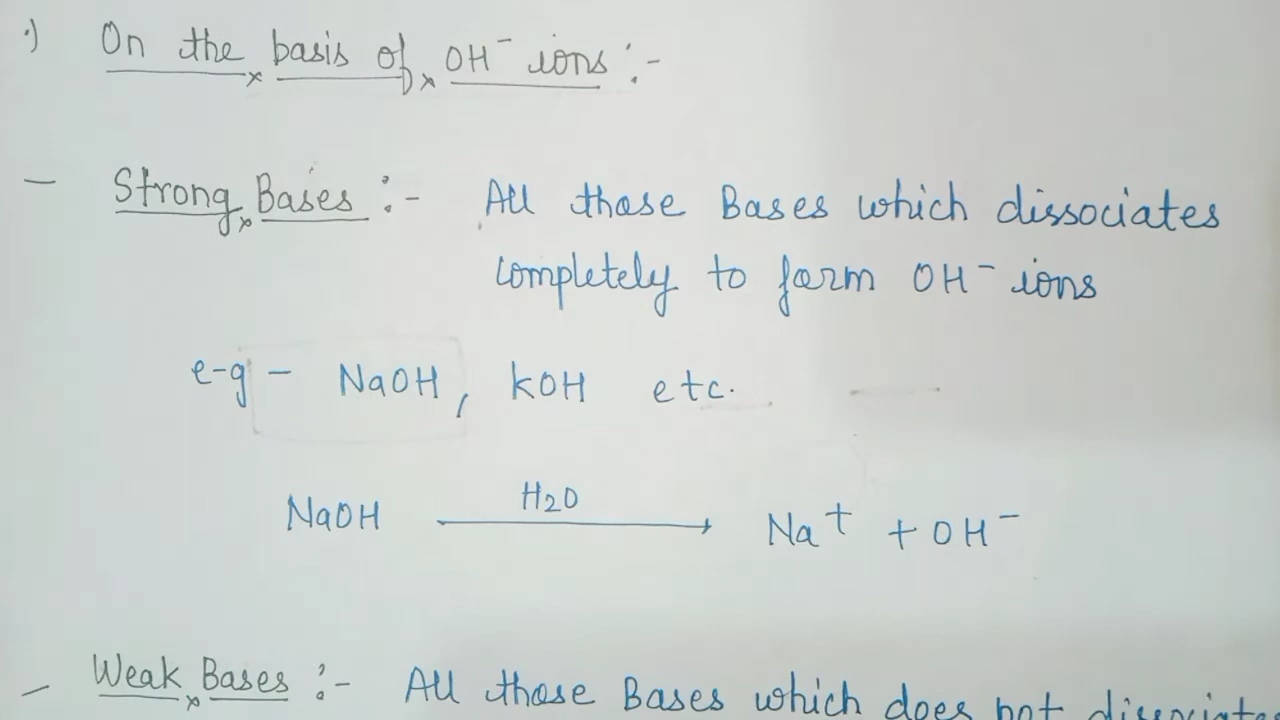 ·) On the basis of OH⁻ ions :-
— Strong Bases :- All those Bases which dissociates
completely to form OH⁻ ions
e-g — NaOH, KOH etc.
H2O
NaOH ⟶ Na⁺ + OH⁻
— Weak Bases :- All those Bases which does not dissociates